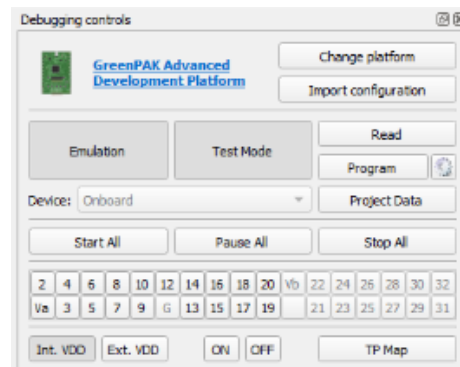 Debugging controls
GreenPAK Advanced
Development Platform
Change platform
Import configuration
Emulation
Test Mode
Read
Program
Device: Onboard
Project Data
Start All
Pause All
Stop All
2 4 6 8 10 12 14 16 18 20 Vb 22 24 26 28 30 32
Va 3 5 7 9 G 13 15 17 19 21 23 25 27 29 31
Int. VDD
Ext. VDD
ON
OFF
TP Map